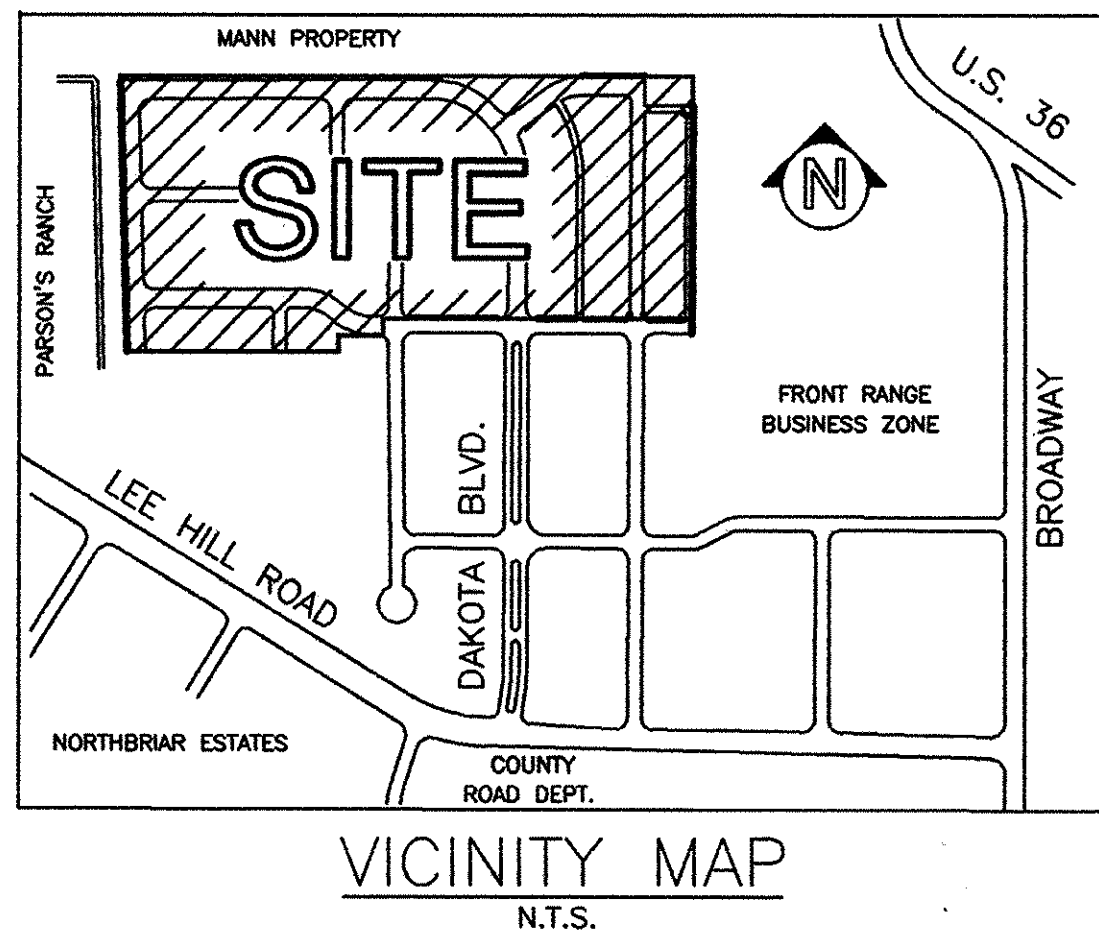 MANN PROPERTY
U.S. 36
SITE
N
PARSON'S RANCH
FRONT RANGE
BUSINESS ZONE
BROADWAY
DAKOTA BLVD.
LEE HILL ROAD
NORTHBRIAR ESTATES
COUNTY
ROAD DEPT.
VICINITY MAP
N.T.S.